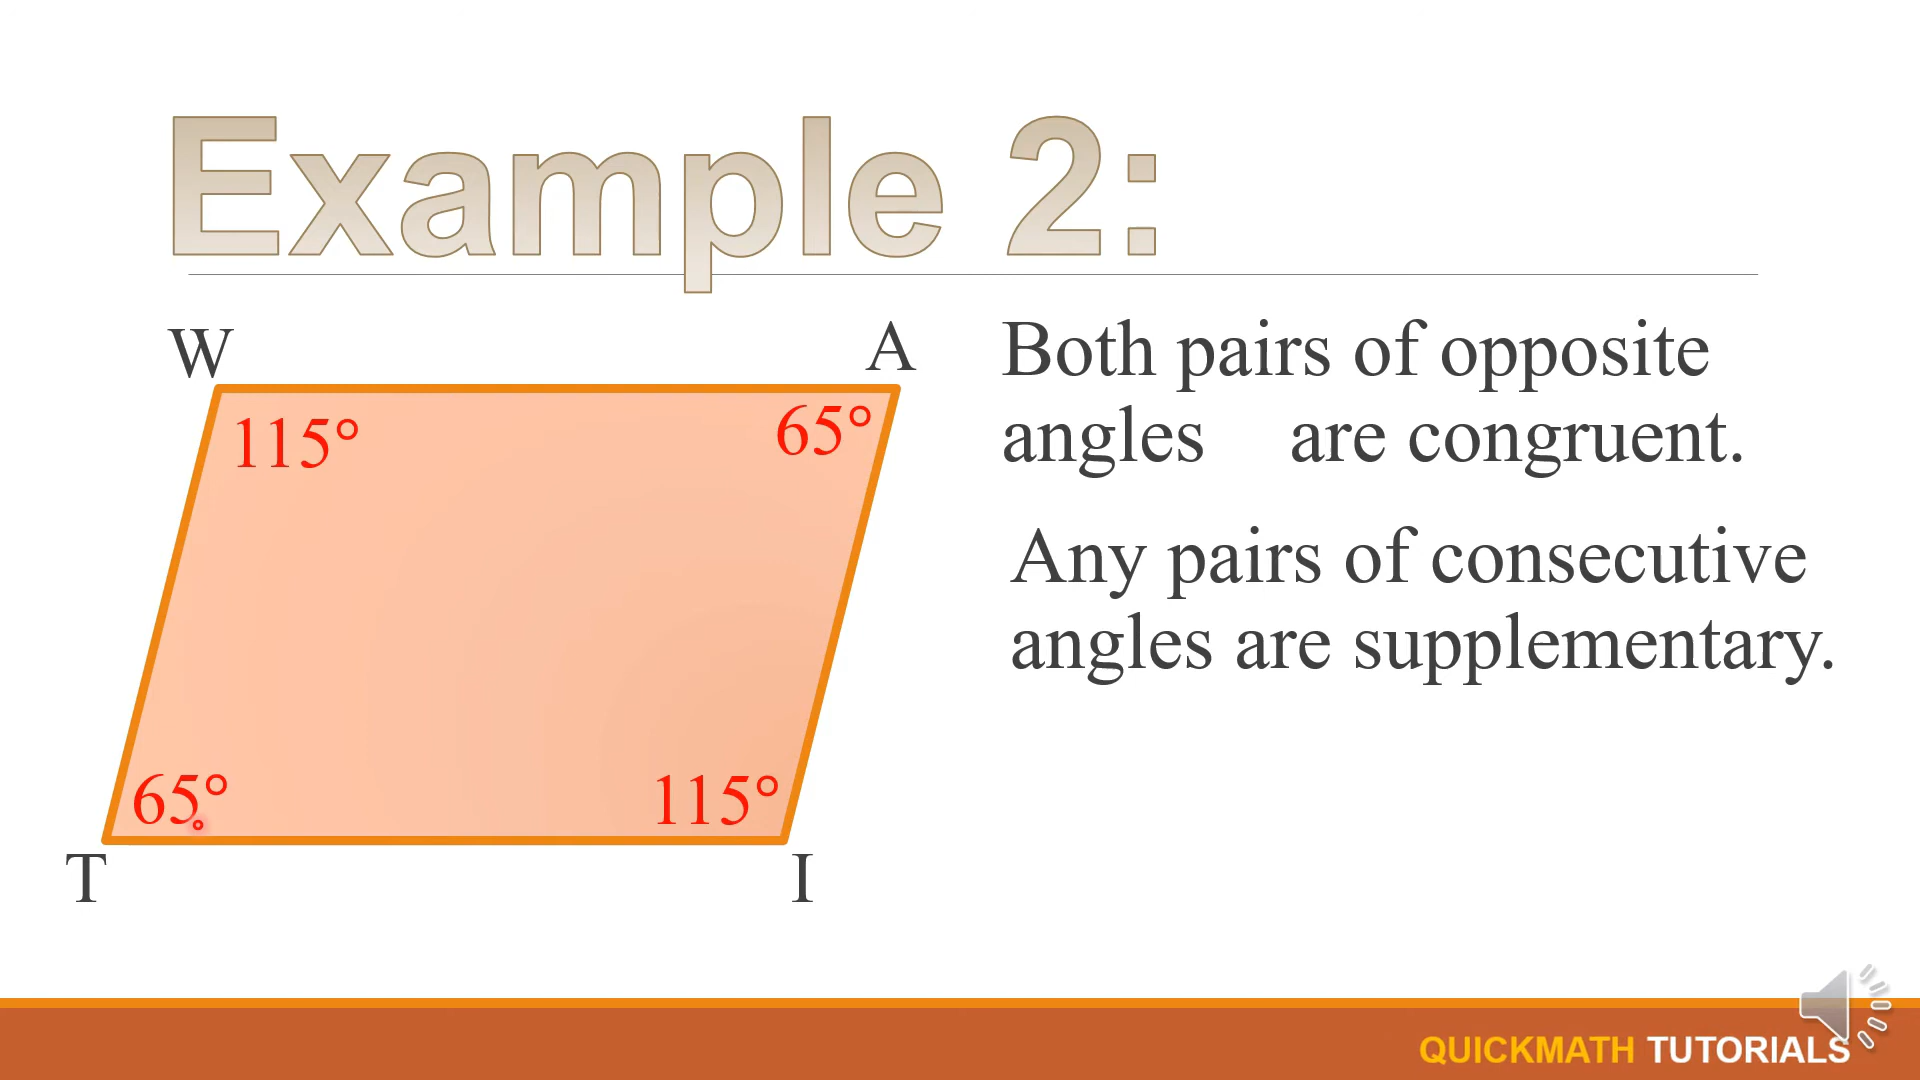 Example 2:
W
A
115°
65°
65°
115°
T
I
Both pairs of opposite
angles are congruent.
Any pairs of consecutive
angles are supplementary.
QUICKMATH TUTORIALS